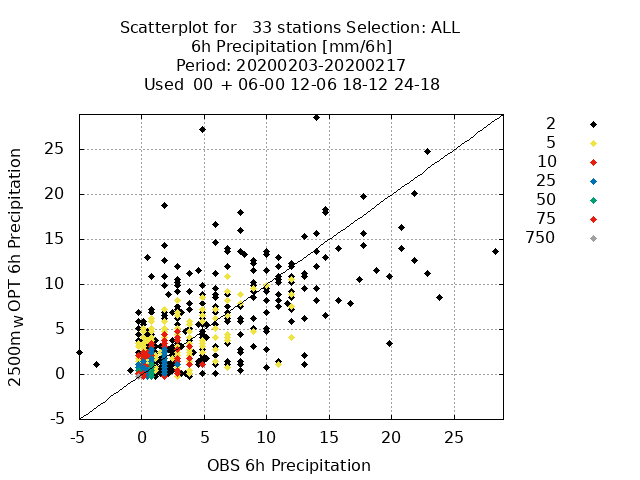 Scatterplot for   33 stations Selection: ALL
6h Precipitation [mm/6h]
Period: 20200203-20200217
Used  00  + 06-00 12-06 18-12 24-18
2
5
10
25
50
75
750
25
20
15
10
5
0
-5
-5 0 5 10 15 20 25
2500mw OPT 6h Precipitation
OBS 6h Precipitation